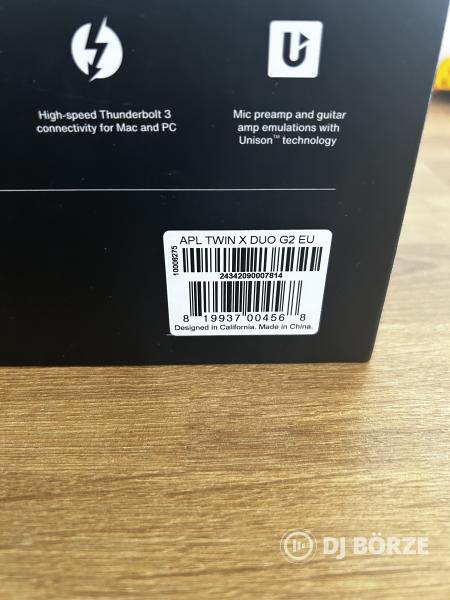 High-speed Thunderbolt 3
connectivity for Mac and PC
Mic preamp and guitar
amp emulations with
Unison™ technology
APL TWIN X DUO G2 EU
10008275
24342090007814
8 19937 00456 8
Designed in California. Made in China.
DJ BÖRZE